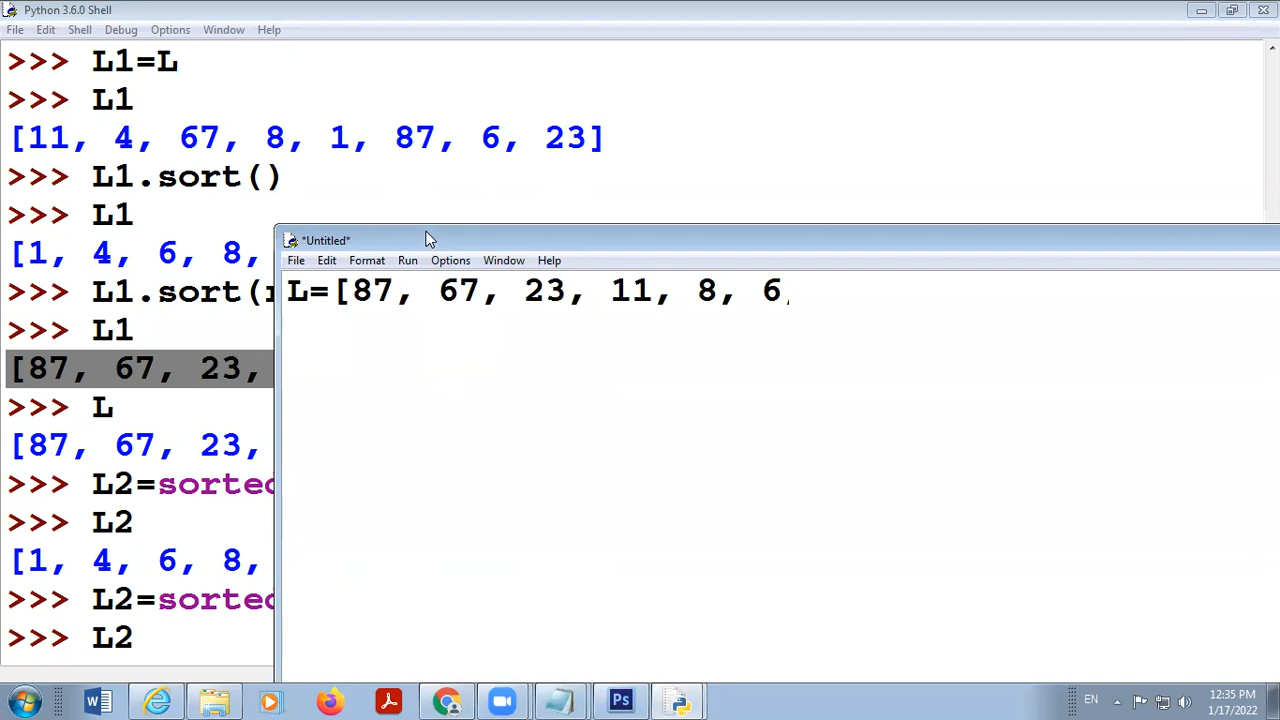 Python 3.6.0 Shell
File Edit Shell Debug Options Window Help
>>> L1=L
>>> L1
[11, 4, 67, 8, 1, 87, 6, 23]
>>> L1.sort()
>>> L1
[1, 4, 6, 8,
>>> L1.sort(
>>> L1
[87, 67, 23,
>>> L
[87, 67, 23,
>>> L2=sorted
>>> L2
[1, 4, 6, 8,
>>> L2=sorted
>>> L2
*Untitled*
File Edit Format Run Options Window Help
L=[87, 67, 23, 11, 8, 6,
W
Ps
EN
12:35 PM
1/17/2022